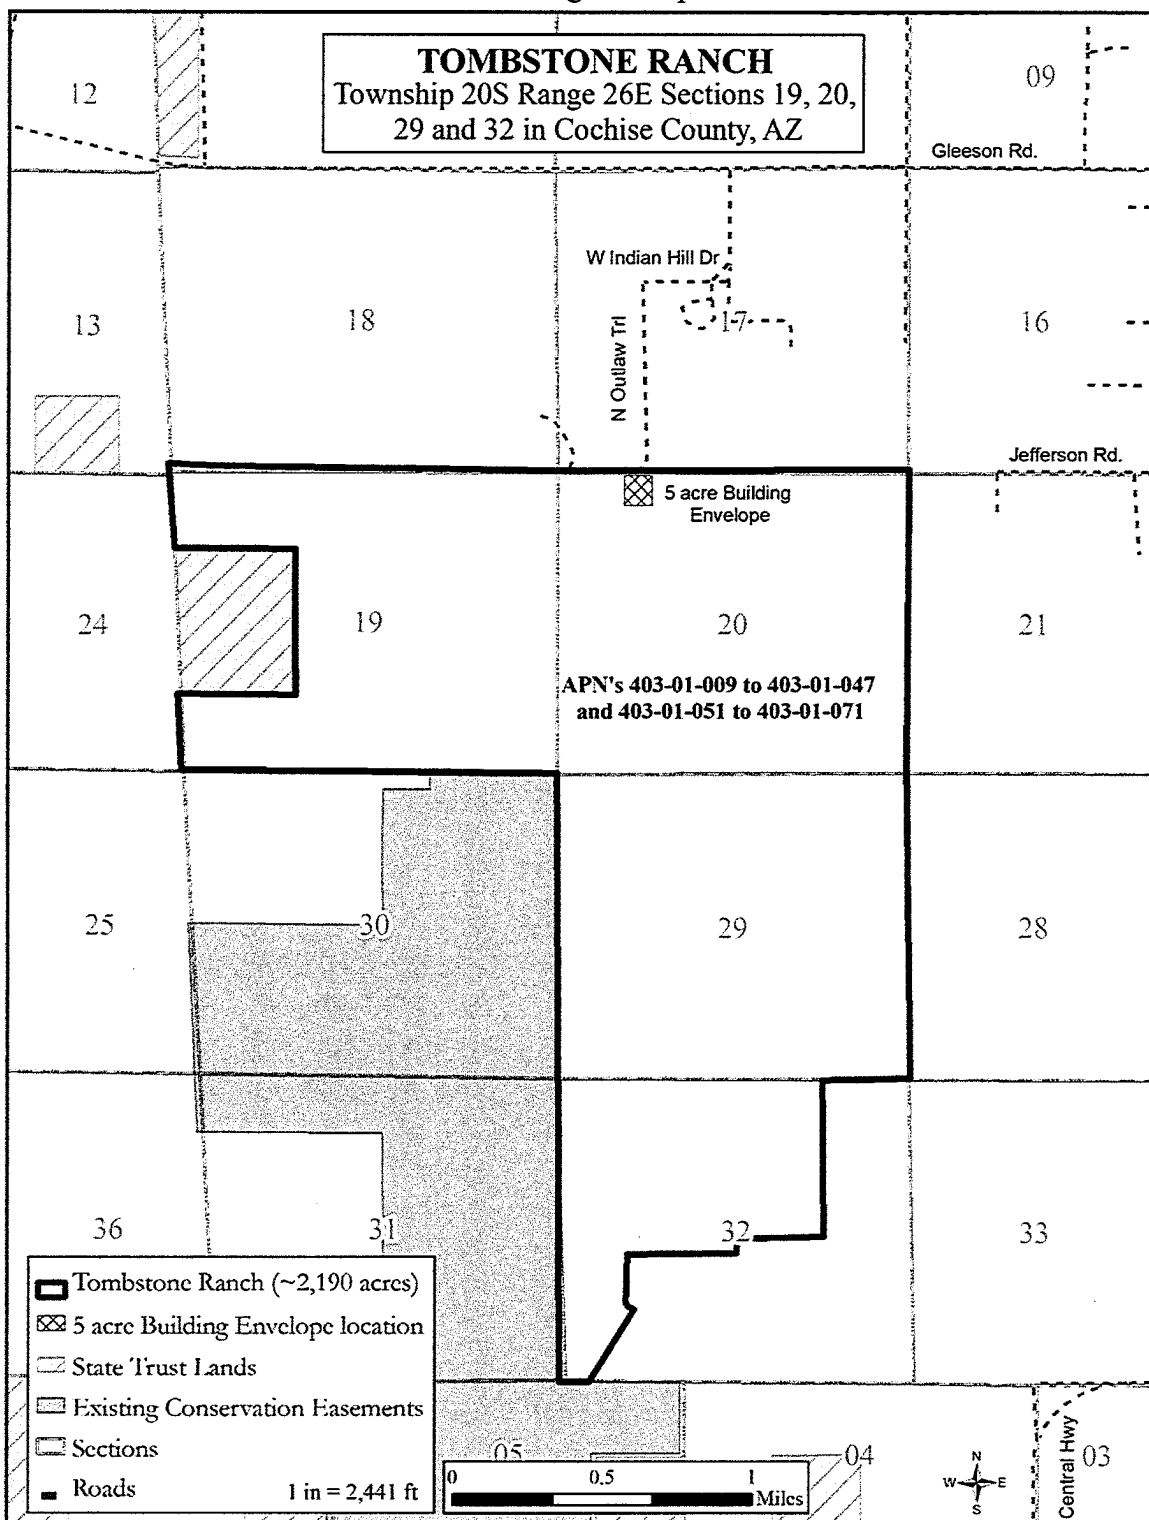 TOMBSTONE RANCH
Township 20S Range 26E Sections 19, 20,
29 and 32 in Cochise County, AZ
12
09
Gleeson Rd.
W Indian Hill Dr
13
18
N Outlaw Trl
17
16
Jefferson Rd.
5 acre Building
Envelope
24
19
20
21
APN's 403-01-009 to 403-01-047
and 403-01-051 to 403-01-071
25
30
29
28
36
31
32
33
Tombstone Ranch (~2,190 acres)
5 acre Building Envelope location
State Trust Lands
Existing Conservation Easements
Sections
Roads
1 in = 2,441 ft
05
04
03
0 0.5 1
Miles
N
W E
S
Central Hwy